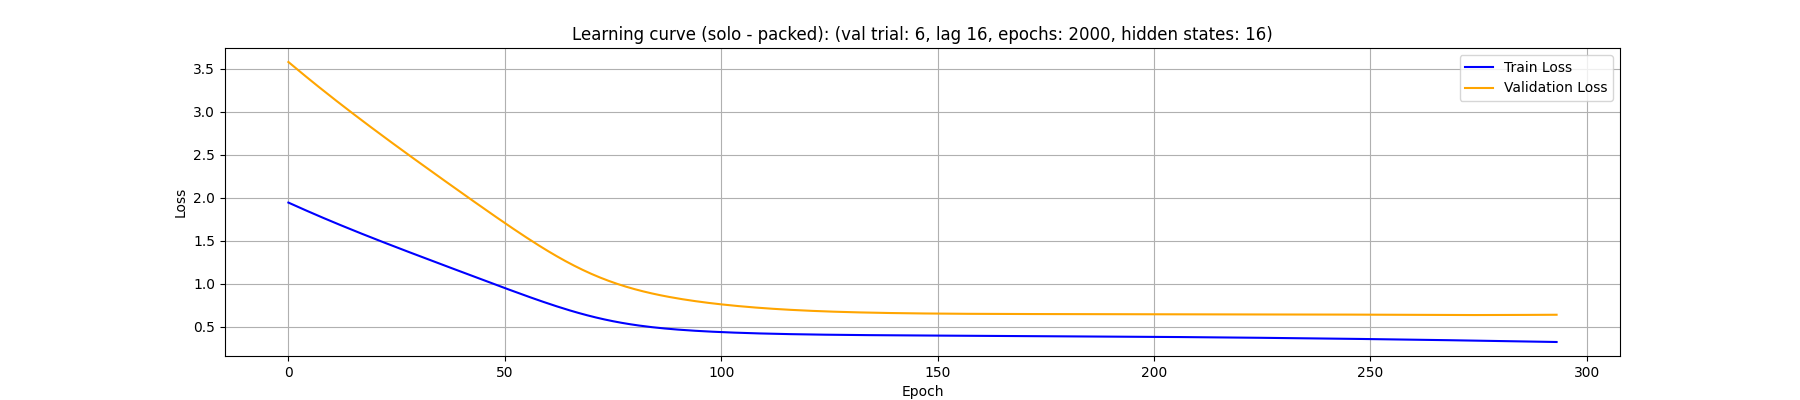 Learning curve (solo - packed): (val trial: 6, lag 16, epochs: 2000, hidden states: 16)
Train Loss
Validation Loss
3.5
3.0
2.5
2.0
1.5
1.0
0.5
Loss
0
50
100
150
200
250
300
Epoch